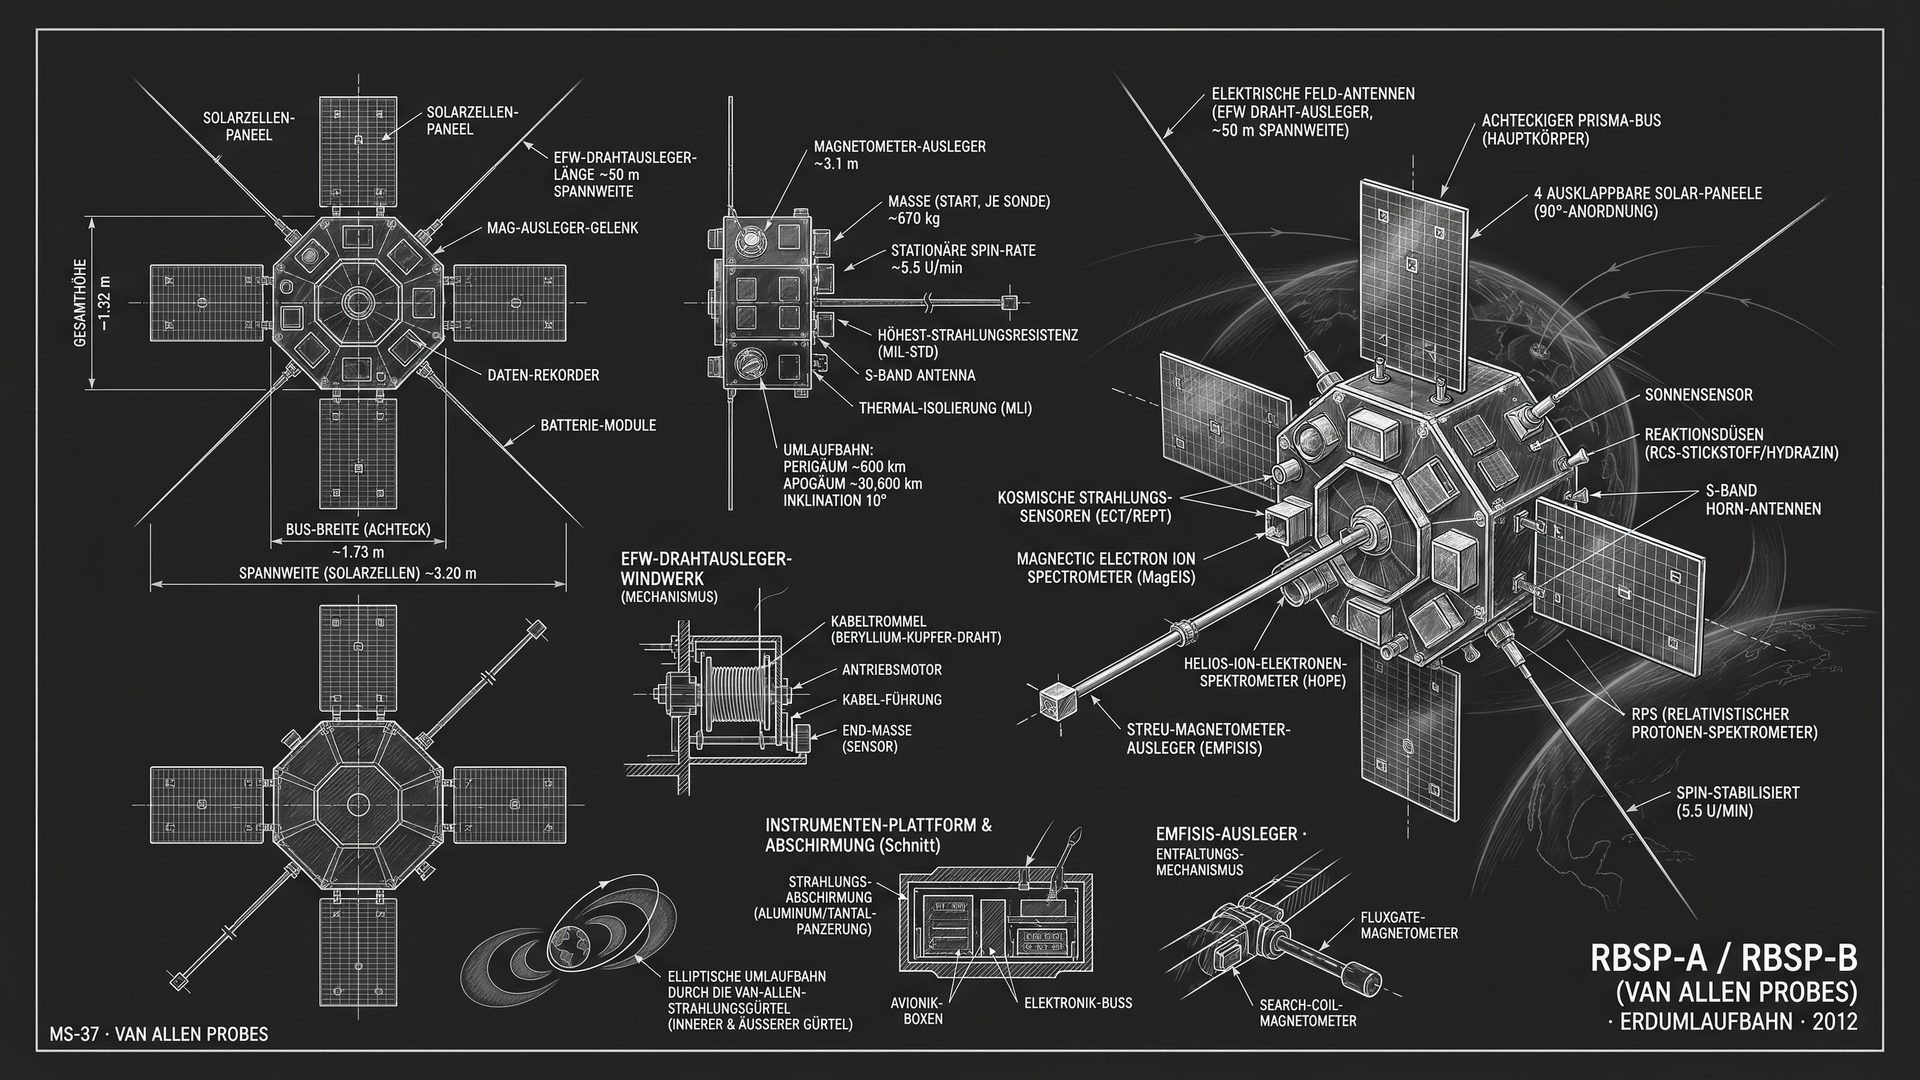 SOLARZELLEN-
PANEEL
SOLARZELLEN-
PANEEL
EFW-DRAHTAUSLEGER-
LÄNGE ~50 m
SPANNWEITE
MAG-AUSLEGER-GELENK
GESAMTHÖHE
~1.32 m
DATEN-REKORDER
BATTERIE-MODULE
BUS-BREITE (ACHTECK)
~1.73 m
SPANNWEITE (SOLARZELLEN) ~3.20 m
MAGNETOMETER-AUSLEGER
~3.1 m
MASSE (START, JE SONDE)
~670 kg
STATIONÄRE SPIN-RATE
~5.5 U/min
HÖHEST-STRAHLUNGSRESISTENZ
(MIL-STD)
S-BAND ANTENNA
THERMAL-ISOLIERUNG (MLI)
UMLAUFBAHN:
PERIGÄUM ~600 km
APOGÄUM ~30,600 km
INKLINATION 10°
EFW-DRAHTAUSLEGER-
WINDWERK
(MECHANISMUS)
KABELTROMMEL
(BERYLLIUM-KUPFER-DRAHT)
ANTRIEBSMOTOR
KABEL-FÜHRUNG
END-MASSE
(SENSOR)
ELEKTRISCHE FELD-ANTENNEN
(EFW DRAHT-AUSLEGER,
~50 m SPANNWEITE)
ACHTECKIGER PRISMA-BUS
(HAUPTKÖRPER)
4 AUSKLAPPBARE SOLAR-PANEELE
(90°-ANORDNUNG)
SONNENSENSOR
REAKTIONSDÜSEN
(RCS-STICKSTOFF/HYDRAZIN)
S-BAND
HORN-ANTENNEN
KOSMISCHE STRAHLUNGS-
SENSOREN (ECT/REPT)
MAGNECTIC ELECTRON ION
SPECTROMETER (MagEIS)
HELIOS-ION-ELEKTRONEN-
SPEKTROMETER (HOPE)
STREU-MAGNETOMETER-
AUSLEGER (EMPISIS)
RPS (RELATIVISTISCHER
PROTONEN-SPEKTROMETER)
SPIN-STABILISIERT
(5.5 U/MIN)
INSTRUMENTEN-PLATTFORM &
ABSCHIRMUNG (Schnitt)
STRAHLUNGS-
ABSCHIRMUNG
(ALUMINUM/TANTAL-
PANZERUNG)
AVIONIK-
BOXEN
ELEKTRONIK-BUSS
EMFISIS-AUSLEGER ·
ENTFALTUNGS-
MECHANISMUS
FLUXGATE-
MAGNETOMETER
SEARCH-COIL-
MAGNETOMETER
ELLIPTISCHE UMLAUFBAHN
DURCH DIE VAN-ALLEN-
STRAHLUNGSGÜRTEL
(INNERER & ÄUSSERER GÜRTEL)
MS-37 · VAN ALLEN PROBES
RBSP-A / RBSP-B
(VAN ALLEN PROBES)
· ERDUMLAUFBAHN · 2012